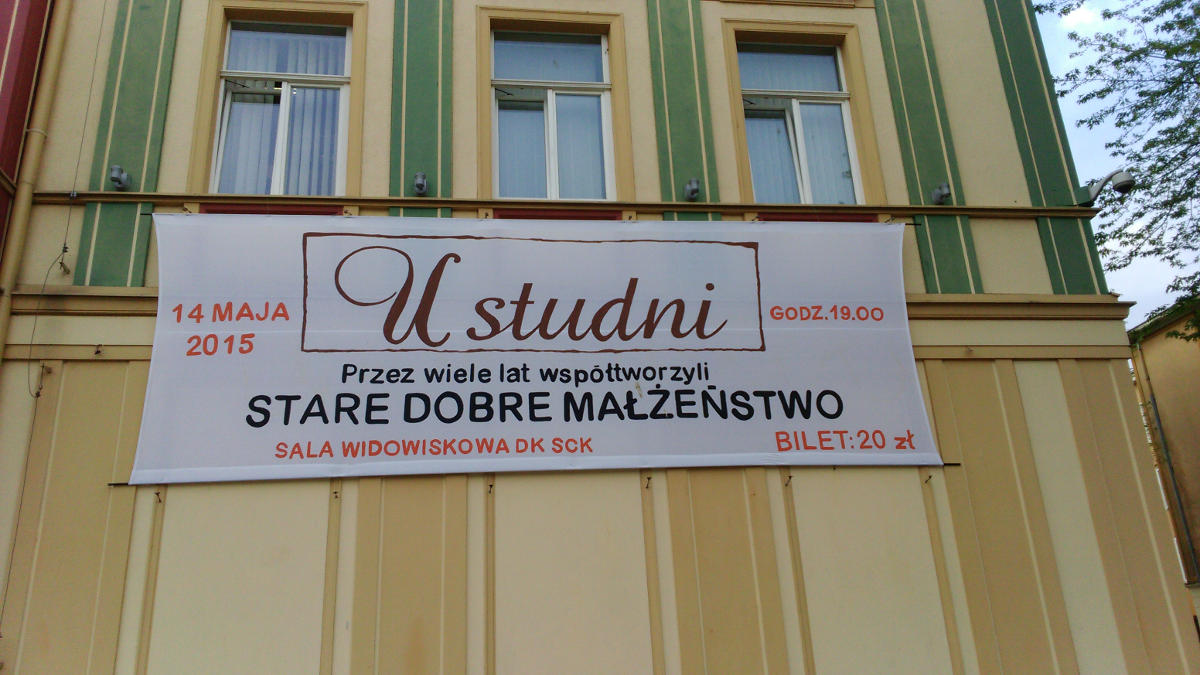 U studni
14 MAJA
2015
GODZ.19.00
Przez wiele lat współtworzyli
STARE DOBRE MAŁŻEŃSTWO
SALA WIDOWISKOWA DK SCK
BILET: 20 zł